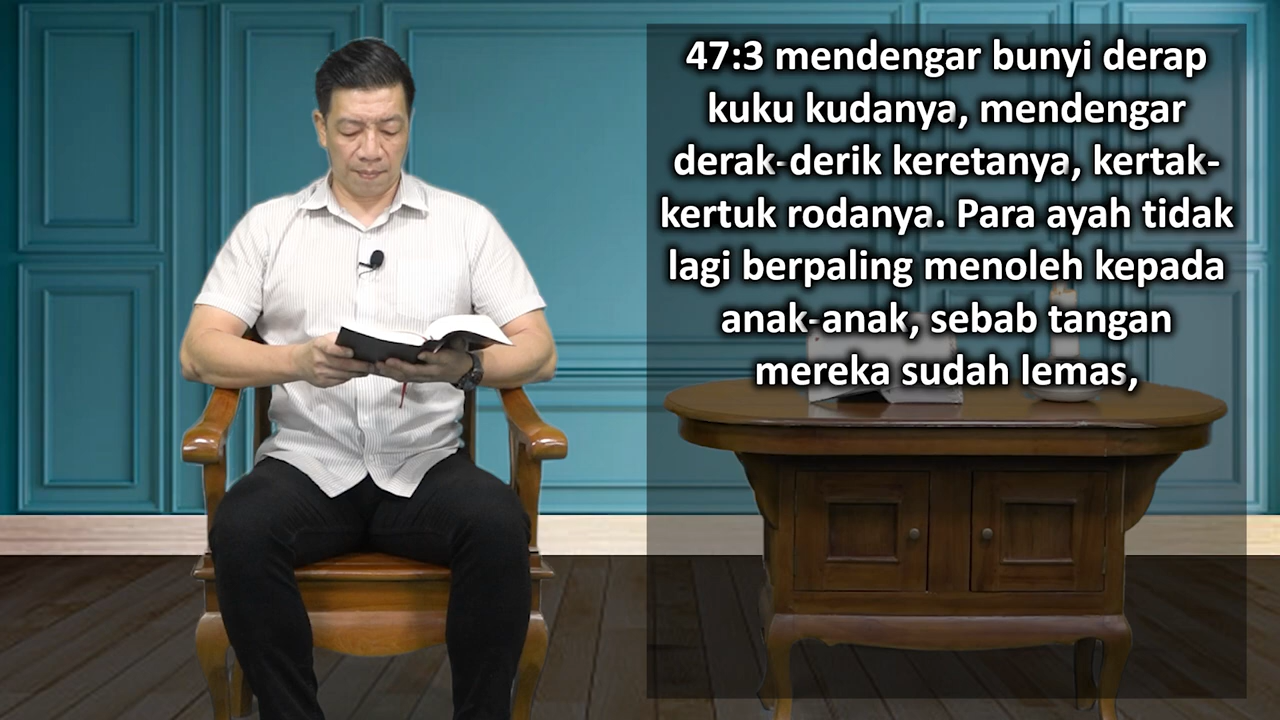 47:3 mendengar bunyi derap
kuku kudanya, mendengar
derak-derik keretanya, kertak-
kertuk rodanya. Para ayah tidak
lagi berpaling menoleh kepada
anak-anak, sebab tangan
mereka sudah lemas,